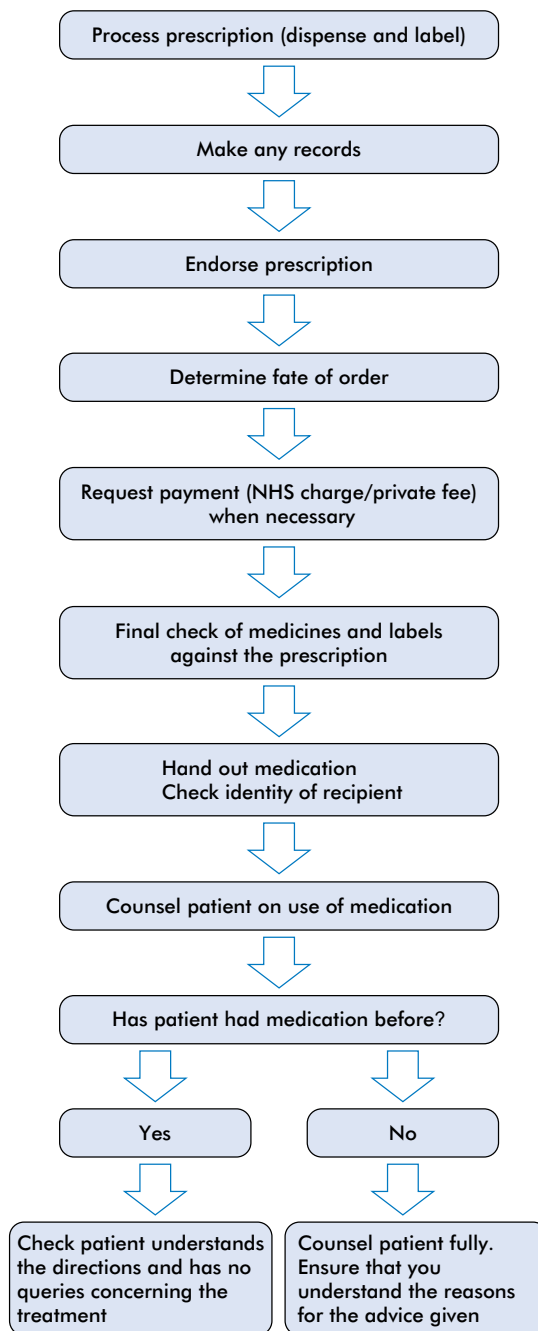 Process prescription (dispense and label)
Make any records
Endorse prescription
Determine fate of order
Request payment (NHS charge/private fee)
when necessary
Final check of medicines and labels
against the prescription
Hand out medication
Check identity of recipient
Counsel patient on use of medication
Has patient had medication before?
Yes
No
Check patient understands
the directions and has no
queries concerning the
treatment
Counsel patient fully.
Ensure that you
understand the reasons
for the advice given